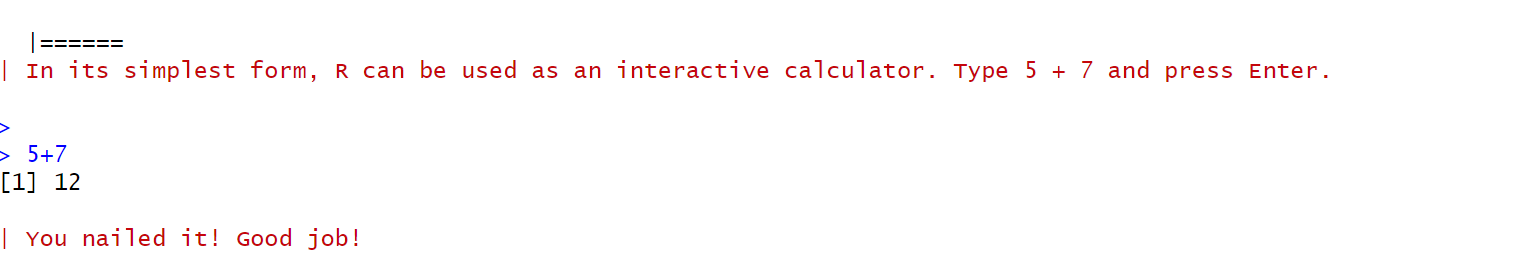 |======
| In its simplest form, R can be used as an interactive calculator. Type 5 + 7 and press Enter.
>
> 5+7
[1] 12
| You nailed it! Good job!